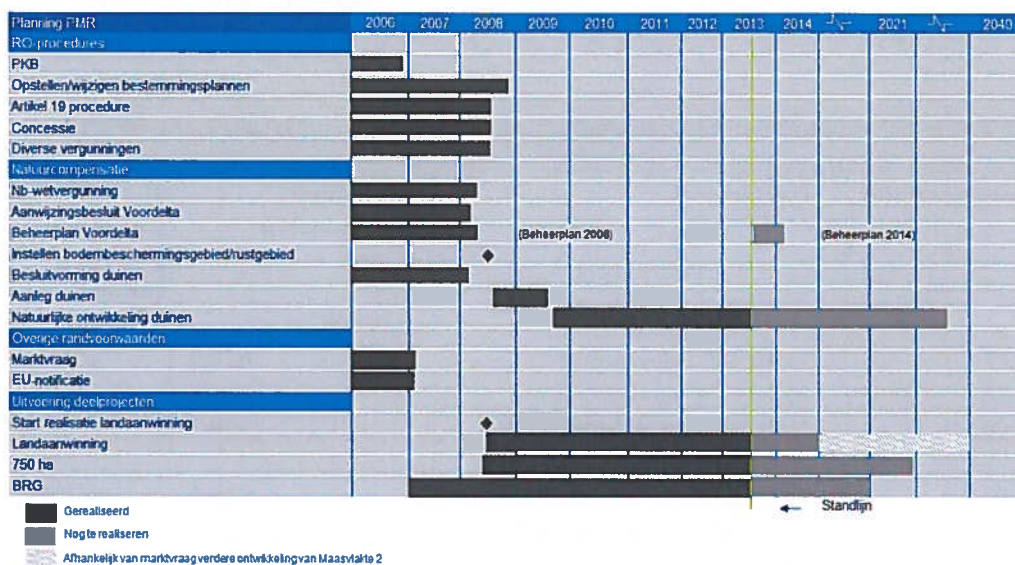 Planning PMR 2006 2007 2008 2009 2010 2011 2012 2013 2014 2021 2040
RO-procedures
PKB
Opstellen/wijzigen bestemmingsplannen
Artikel 19 procedure
Concessie
Diverse vergunningen
Natuurcompensatie
Nb-wetvergunning
Aanwijzingsbesluit Voordelta
Beheerplan Voordelta (Beheerplan 2008) (Beheerplan 2014)
Instellen bodembeschermingsgebied/rustgebied
Besluitvorming duinen
Aanleg duinen
Natuurlijke ontwikkeling duinen
Overige randvoorwaarden
Marktvraag
EU-notificatie
Uitvoering deelprojecten
Start realisatie landaanwinning
Landaanwinning
750 ha
BRG
Standlijn
Gerealiseerd
Nog te realiseren
Afhankelijk van marktvraag verdere ontwikkeling van Maasvlakte 2